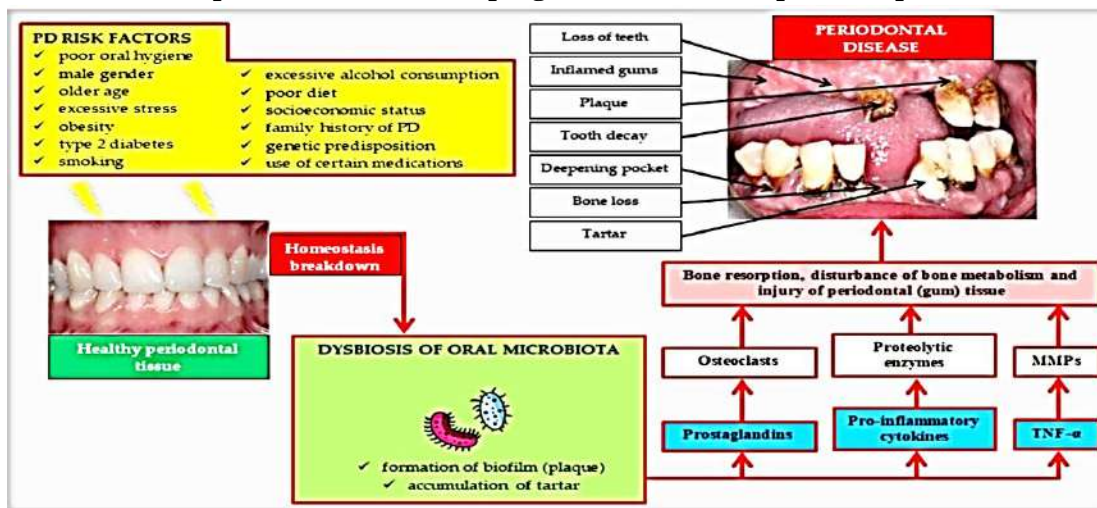 PD RISK FACTORS
✓ poor oral hygiene
✓ male gender
✓ older age
✓ excessive stress
✓ obesity
✓ type 2 diabetes
✓ smoking
✓ excessive alcohol consumption
✓ poor diet
✓ socioeconomic status
✓ family history of PD
✓ genetic predisposition
✓ use of certain medications
Loss of teeth
Inflamed gums
Plaque
Tooth decay
Deepening pocket
Bone loss
Tartar
PERIODONTAL
DISEASE
Homeostasis
breakdown
Healthy periodontal
tissue
DYSBIOSIS OF ORAL MICROBIOTA
✓ formation of biofilm (plaque)
✓ accumulation of tartar
Bone resorption, disturbance of bone metabolism and
injury of periodontal (gum) tissue
Osteoclasts
Proteolytic
enzymes
MMPs
Prostaglandins
Pro-inflammatory
cytokines
TNF-α